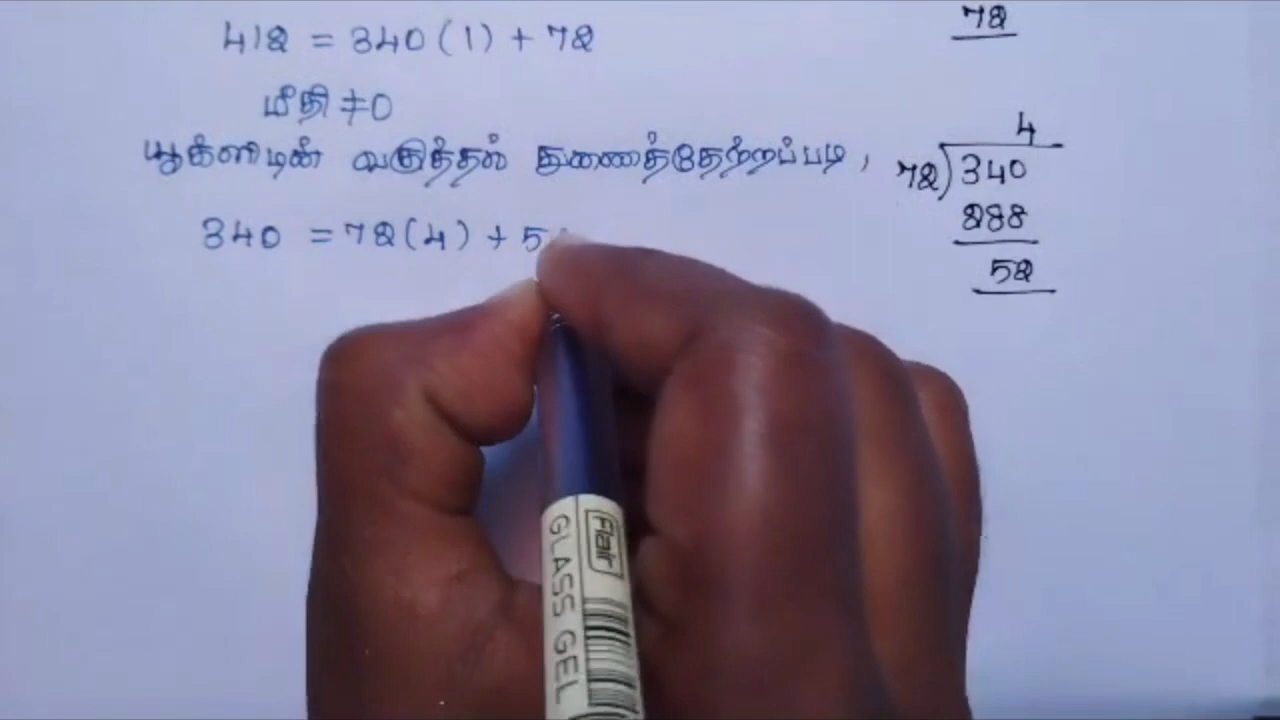 412 = 340(1) + 72
மீதி ≠ 0
யூக்ளிடின் வகுத்தல் துணைத்தேற்றப்படி,
340 = 72(4) + 5
72
4
72)340
288
52
Flair
GLASS GEL